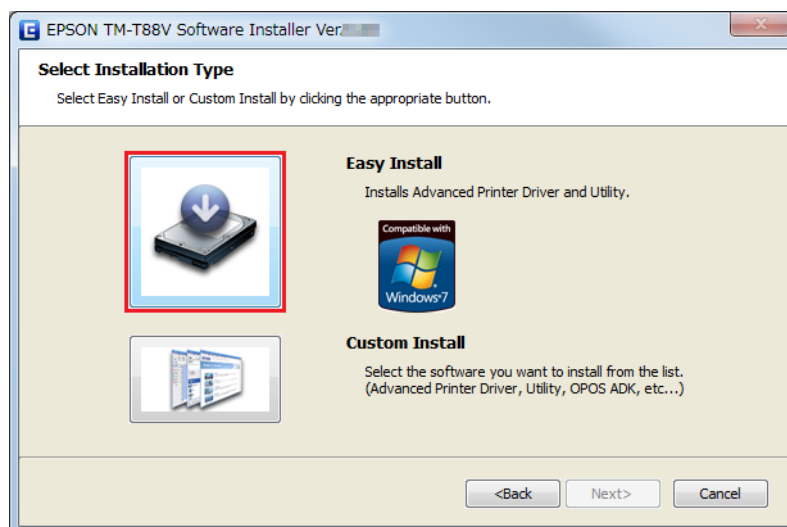 EPSON TM-T88V Software Installer Ver.
Select Installation Type
Select Easy Install or Custom Install by clicking the appropriate button.
Easy Install
Installs Advanced Printer Driver and Utility.
Compatible with
Windows 7
Custom Install
Select the software you want to install from the list.
(Advanced Printer Driver, Utility, OPOS ADK, etc...)
<Back
Next>
Cancel